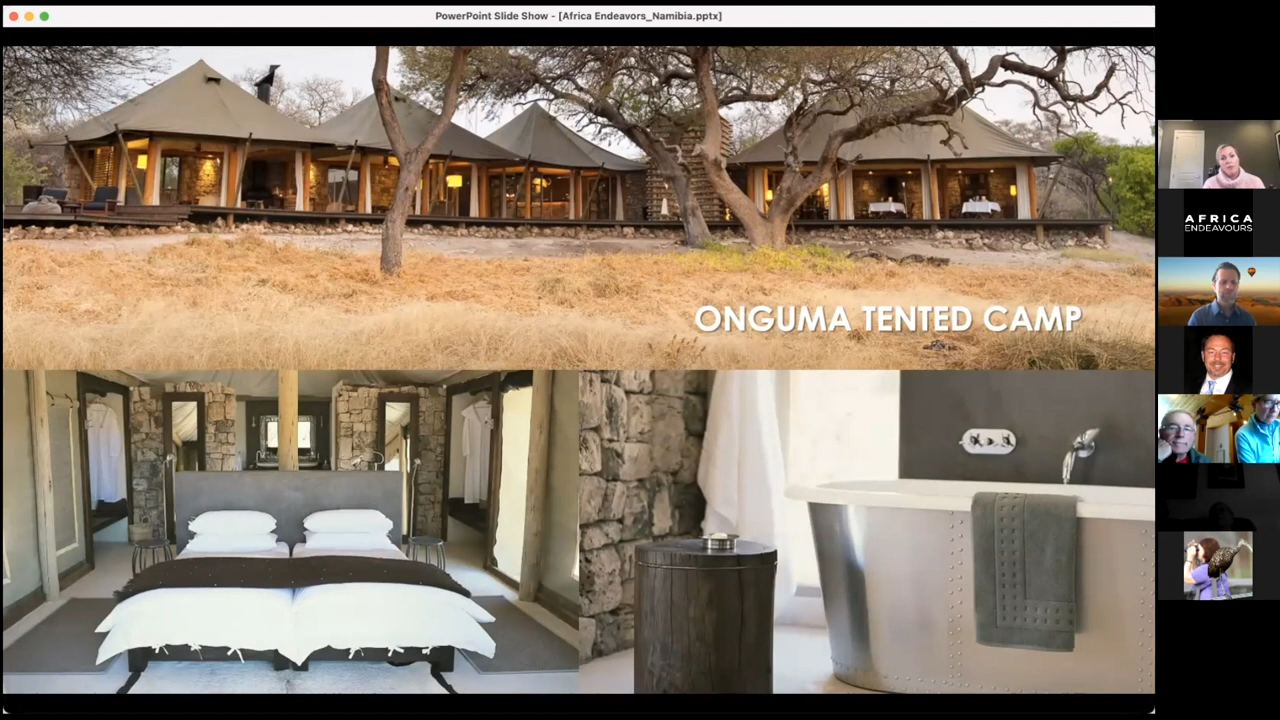 PowerPoint Slide Show - [Africa Endeavors_Namibia.pptx]
ONGUMA TENTED CAMP
AFRICA
ENDEAVOURS